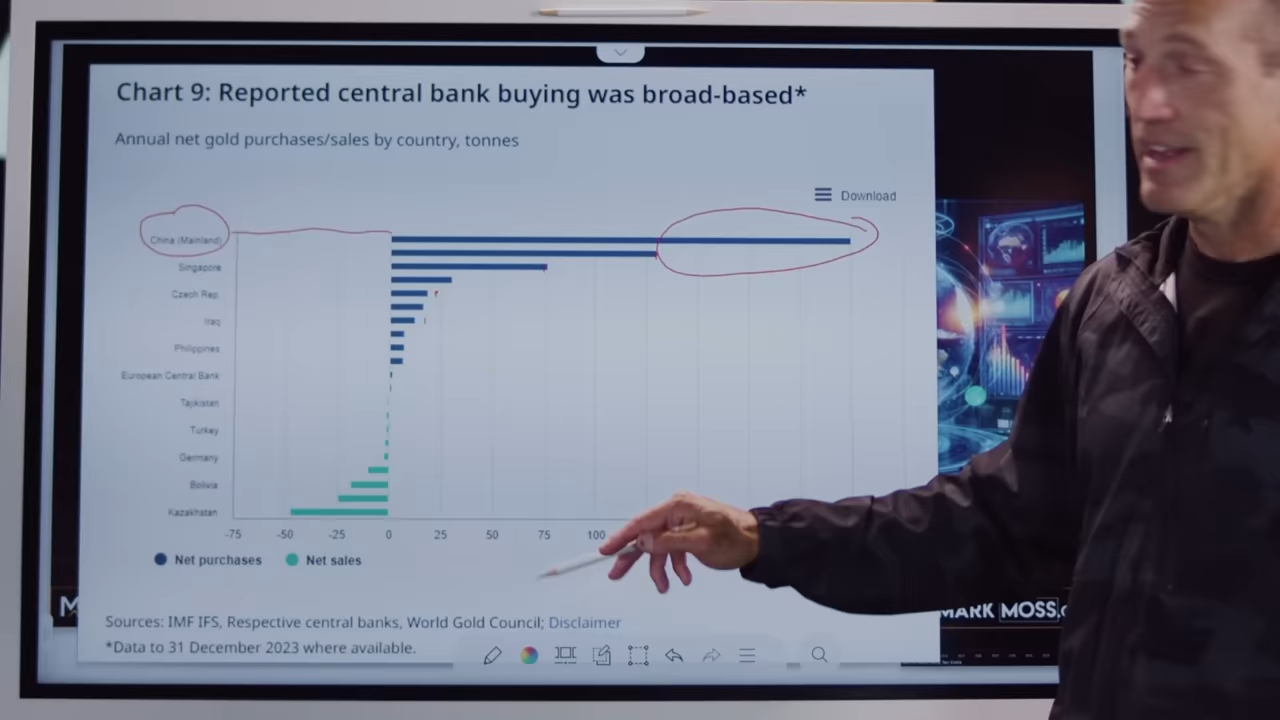 Chart 9: Reported central bank buying was broad-based*
Annual net gold purchases/sales by country, tonnes
Download
China (Mainland)
Singapore
Czech Rep.
Iraq
Philippines
European Central Bank
Tajikistan
Turkey
Germany
Bolivia
Kazakhstan
-75 -50 -25 0 25 50 75 100
Net purchases Net sales
M
MARK MOSS
Sources: IMF IFS, Respective central banks, World Gold Council; Disclaimer
*Data to 31 December 2023 where available.